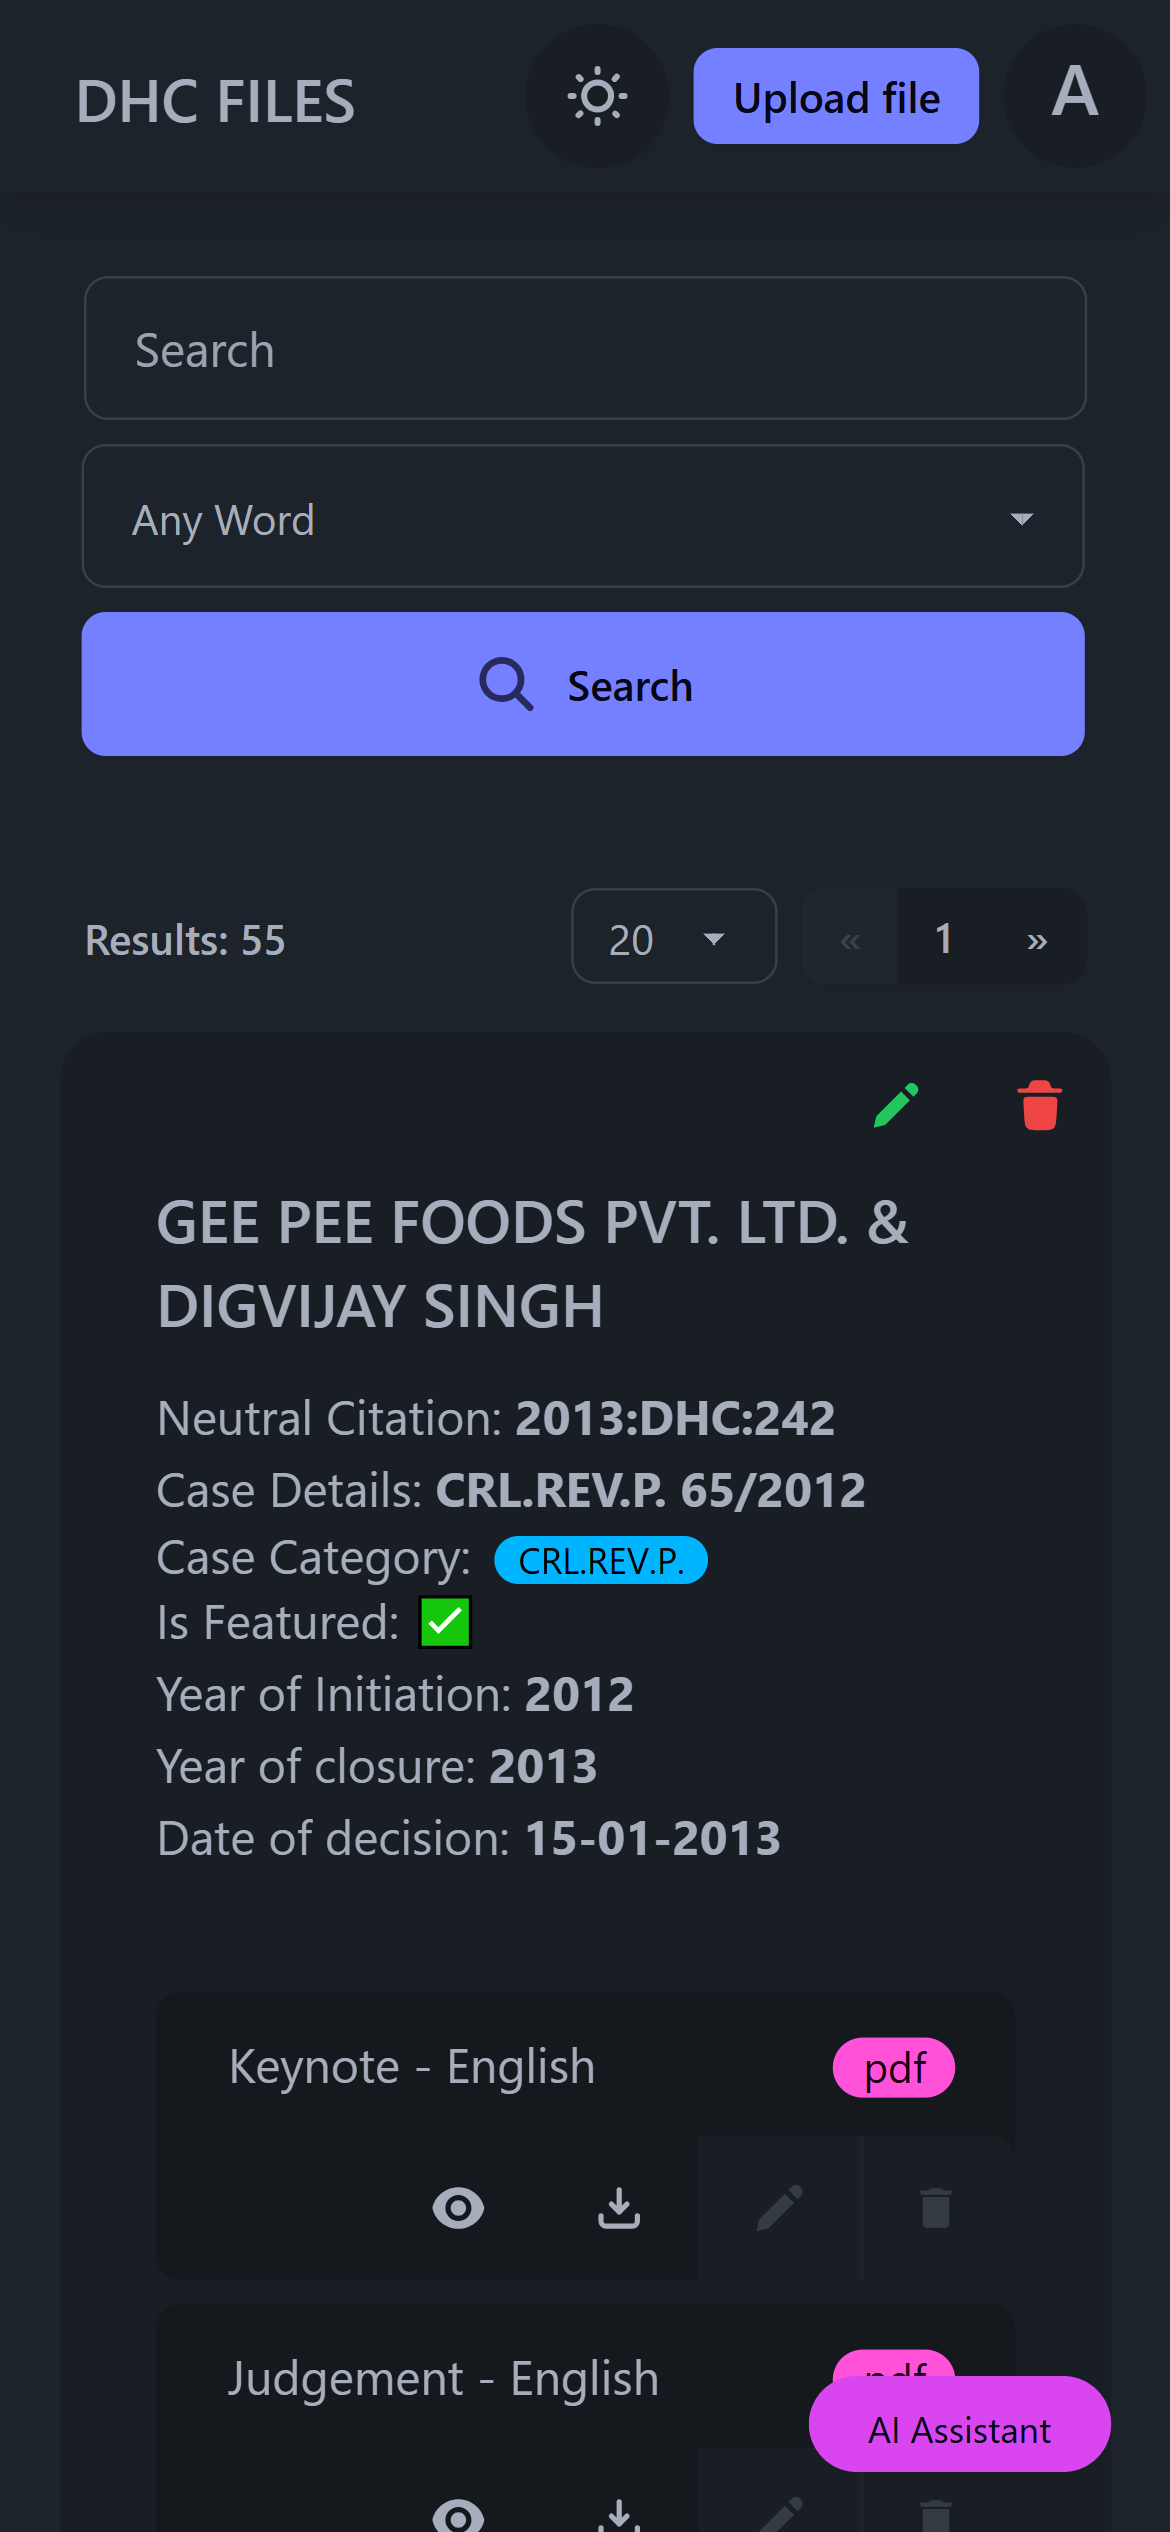 DHC FILES
Upload file
A
Search
Any Word
Search
Results: 55
20
«
1
»
GEE PEE FOODS PVT. LTD. &
DIGVIJAY SINGH
Neutral Citation: 2013:DHC:242
Case Details: CRL.REV.P. 65/2012
Case Category: CRL.REV.P.
Is Featured: ✅
Year of Initiation: 2012
Year of closure: 2013
Date of decision: 15-01-2013
Keynote - English
pdf
Judgement - English
pdf
AI Assistant